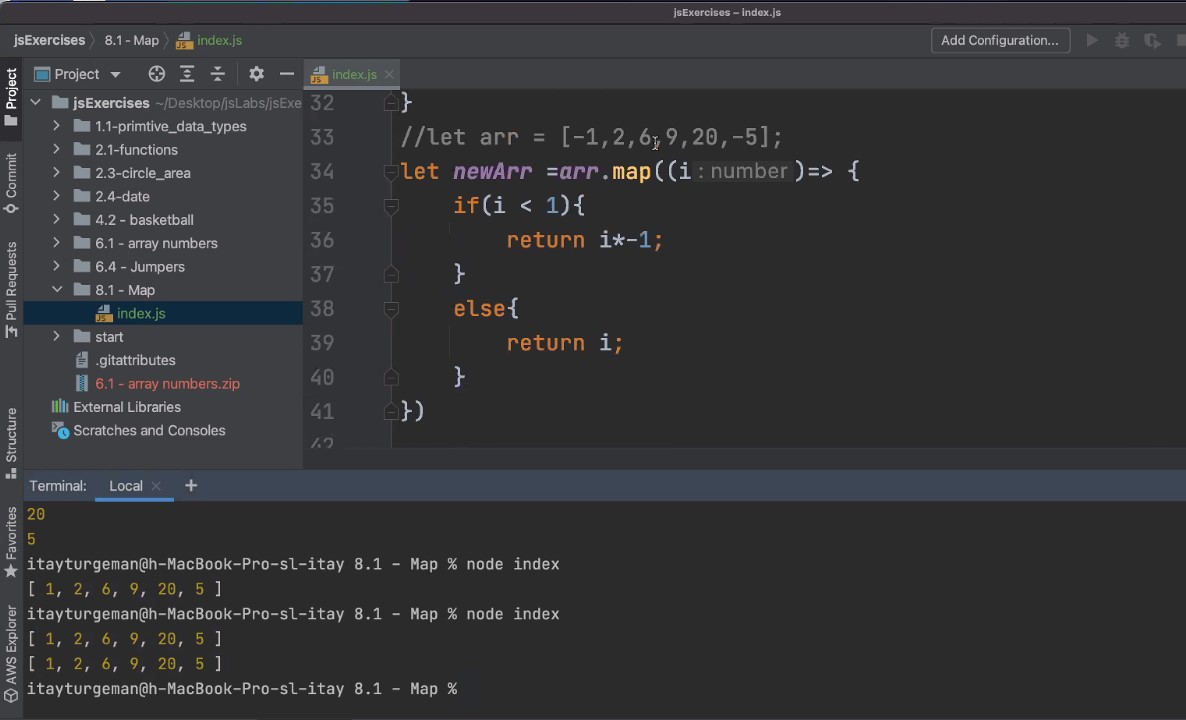 jsExercises – index.js
jsExercises 8.1 - Map index.js Add Configuration...
Project index.js
jsExercises ~/Desktop/jsLabs/jsExe
1.1-primtive_data_types
2.1-functions
2.3-circle_area
2.4-date
4.2 - basketball
6.1 - array numbers
6.4 - Jumpers
8.1 - Map
index.js
start
.gitattributes
6.1 - array numbers.zip
External Libraries
Scratches and Consoles
Project
Commit
Pull Requests
Structure
Favorites
AWS Explorer
32 }
33 //let arr = [-1,2,6,9,20,-5];
34 let newArr =arr.map((i : number )=> {
35 if(i < 1){
36 return i*-1;
37 }
38 else{
39 return i;
40 }
41 })
42
Terminal: Local
20
5
itayturgeman@h-MacBook-Pro-sl-itay 8.1 - Map % node index
[ 1, 2, 6, 9, 20, 5 ]
itayturgeman@h-MacBook-Pro-sl-itay 8.1 - Map % node index
[ 1, 2, 6, 9, 20, 5 ]
[ 1, 2, 6, 9, 20, 5 ]
itayturgeman@h-MacBook-Pro-sl-itay 8.1 - Map %